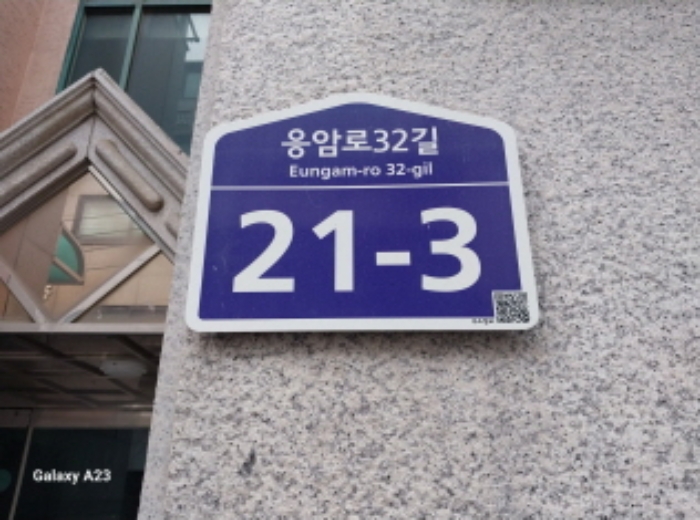 응암로32길
Eungam-ro 32-gil
21-3
Galaxy A23